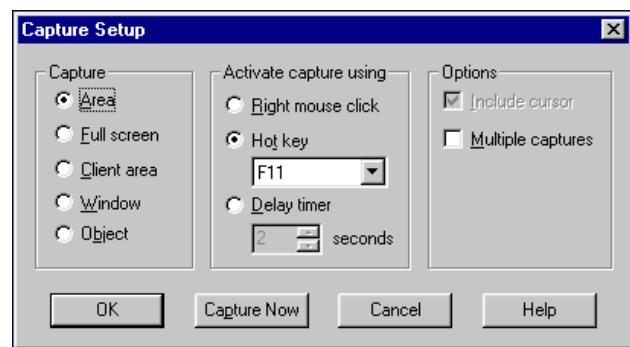 Capture Setup
Capture
Area
Full screen
Client area
Window
Object
Activate capture using
Right mouse click
Hot key
F11
Delay timer
2 seconds
Options
Include cursor
Multiple captures
OK
Capture Now
Cancel
Help